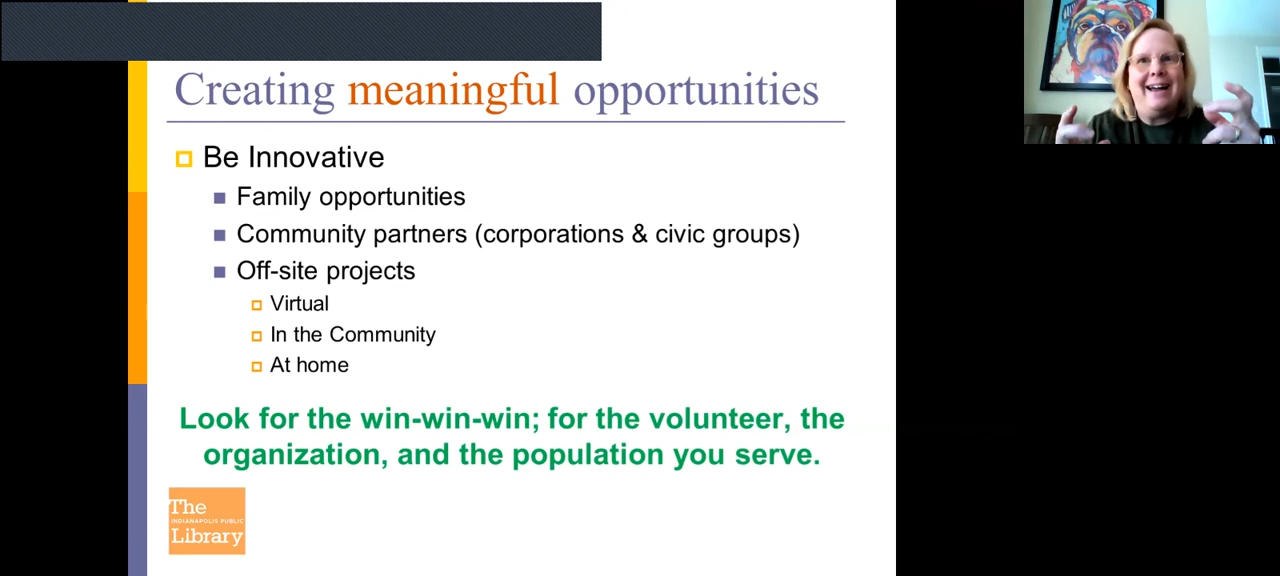 Creating meaningful opportunities
Be Innovative
Family opportunities
Community partners (corporations & civic groups)
Off-site projects
Virtual
In the Community
At home
Look for the win-win-win; for the volunteer, the
organization, and the population you serve.
The
INDIANAPOLIS PUBLIC
Library